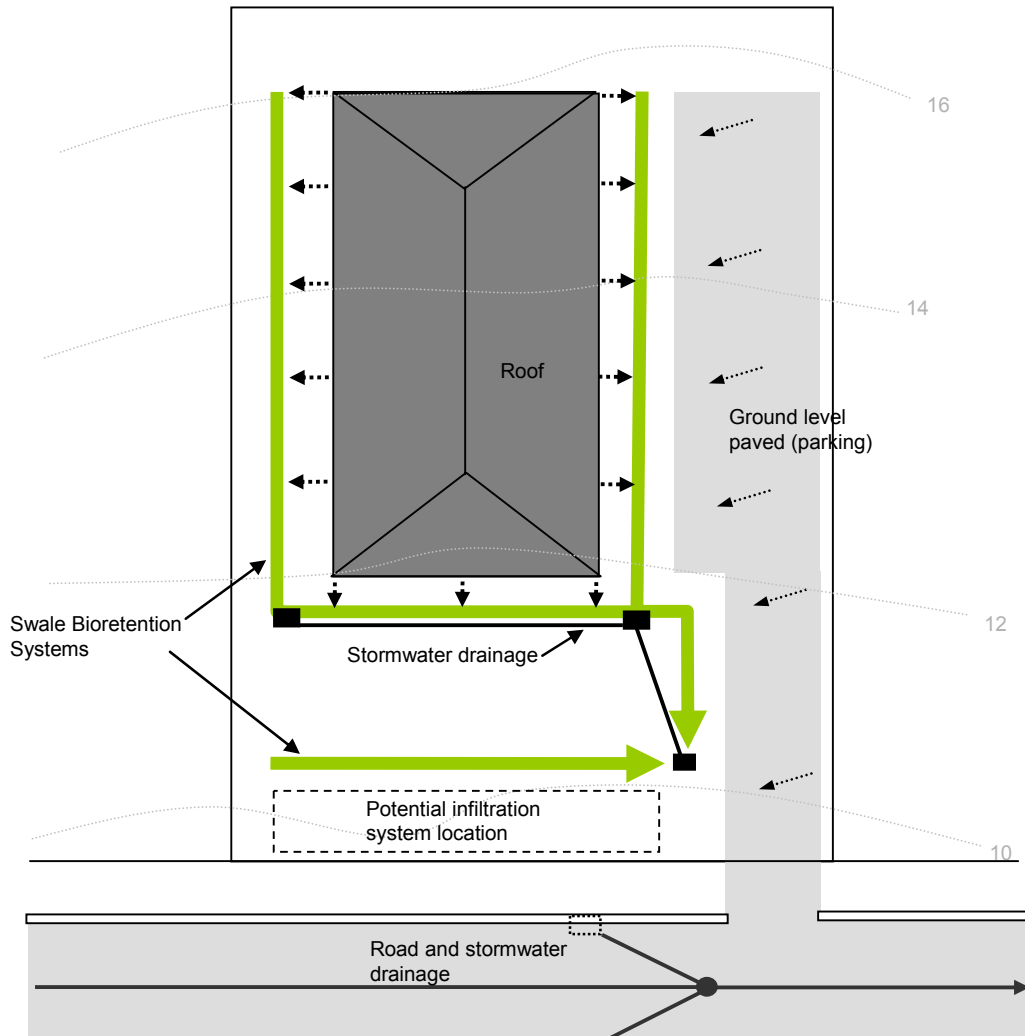 16
14
Roof
Ground level
paved (parking)
Swale Bioretention
Systems
12
Stormwater drainage
Potential infiltration
system location
10
Road and stormwater
drainage